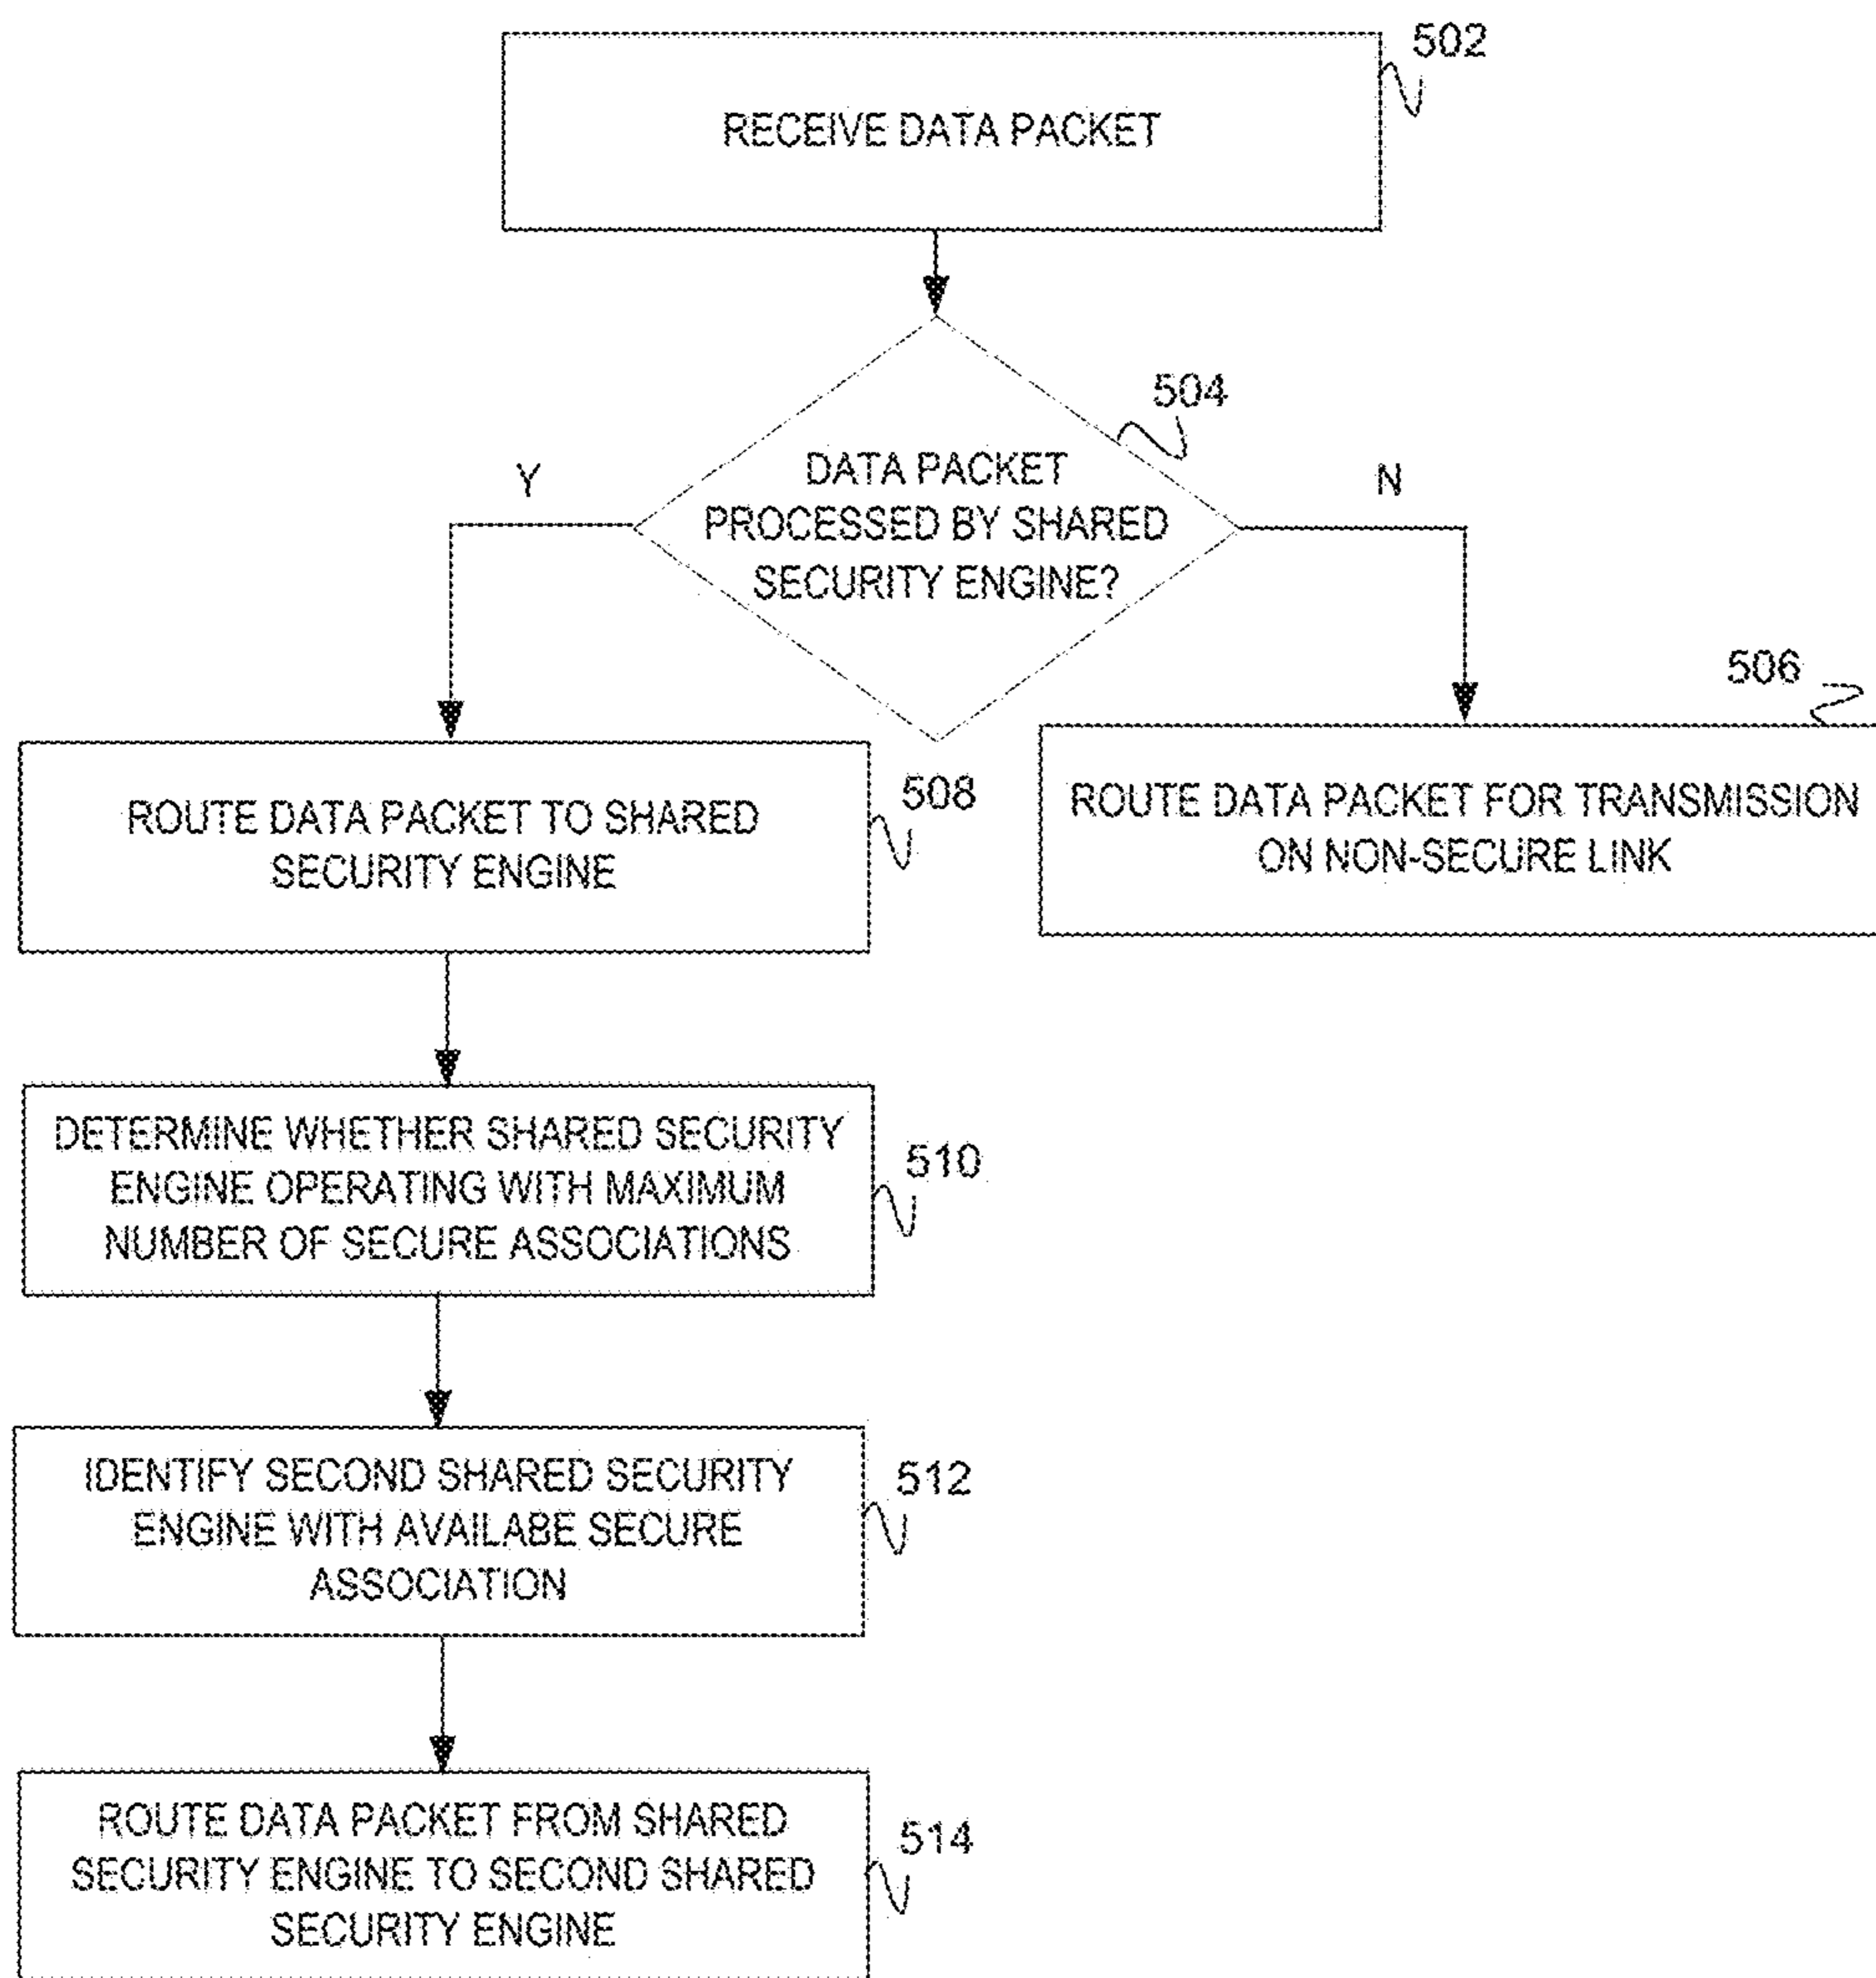 502
RECEIVE DATA PACKET
504
DATA PACKET
PROCESSED BY SHARED
SECURITY ENGINE?
Y
N
506
ROUTE DATA PACKET FOR TRANSMISSION
ON NON-SECURE LINK
508
ROUTE DATA PACKET TO SHARED
SECURITY ENGINE
510
DETERMINE WHETHER SHARED SECURITY
ENGINE OPERATING WITH MAXIMUM
NUMBER OF SECURE ASSOCIATIONS
512
IDENTIFY SECOND SHARED SECURITY
ENGINE WITH AVAILABE SECURE
ASSOCIATION
514
ROUTE DATA PACKET FROM SHARED
SECURITY ENGINE TO SECOND SHARED
SECURITY ENGINE